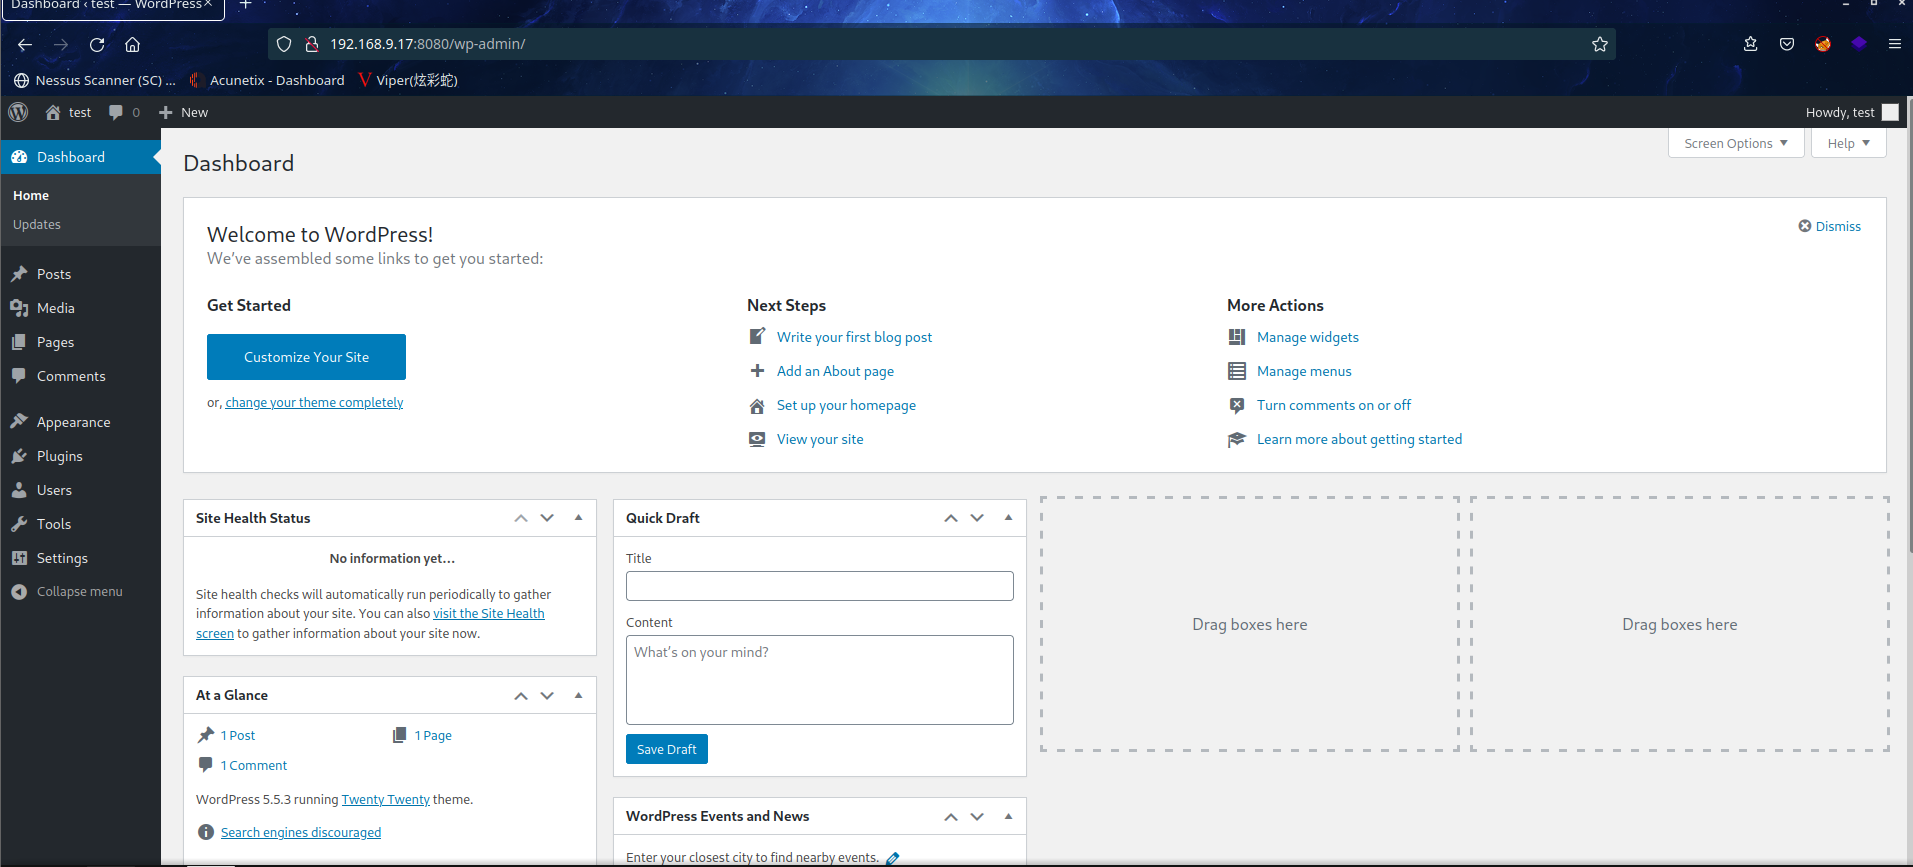 Dashboard ‹ test — WordPress
192.168.9.17:8080/wp-admin/
Nessus Scanner (SC) ...
Acunetix - Dashboard
Viper(炫彩蛇)
test
0
New
Howdy, test
Dashboard
Home
Updates
Posts
Media
Pages
Comments
Appearance
Plugins
Users
Tools
Settings
Collapse menu
Dashboard
Screen Options
Help
Welcome to WordPress!
We’ve assembled some links to get you started:
Dismiss
Get Started
Customize Your Site
or, change your theme completely
Next Steps
Write your first blog post
Add an About page
Set up your homepage
View your site
More Actions
Manage widgets
Manage menus
Turn comments on or off
Learn more about getting started
Site Health Status
No information yet…
Site health checks will automatically run periodically to gather
information about your site. You can also visit the Site Health
screen to gather information about your site now.
At a Glance
1 Post
1 Page
1 Comment
WordPress 5.5.3 running Twenty Twenty theme.
Search engines discouraged
Quick Draft
Title
Content
What’s on your mind?
Save Draft
WordPress Events and News
Enter your closest city to find nearby events.
Drag boxes here
Drag boxes here